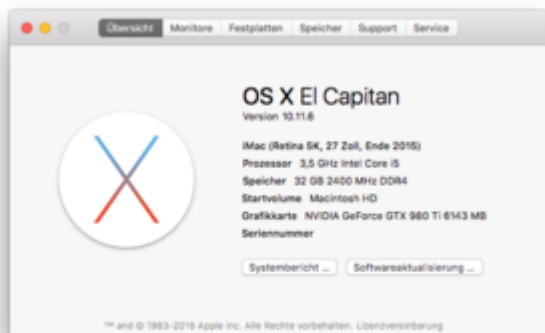 Übersicht Monitore Festplatten Speicher Support Service
OS X El Capitan
Version 10.11.6
iMac (Retina 5K, 27 Zoll, Ende 2015)
Prozessor 3,5 GHz Intel Core i5
Speicher 32 GB 2400 MHz DDR4
Startvolume Macintosh HD
Grafikkarte NVIDIA GeForce GTX 980 Ti 6143 MB
Seriennummer
Systembericht ... Softwareaktualisierung ...
™ and © 1983-2016 Apple Inc. Alle Rechte vorbehalten. Lizenzvereinbarung